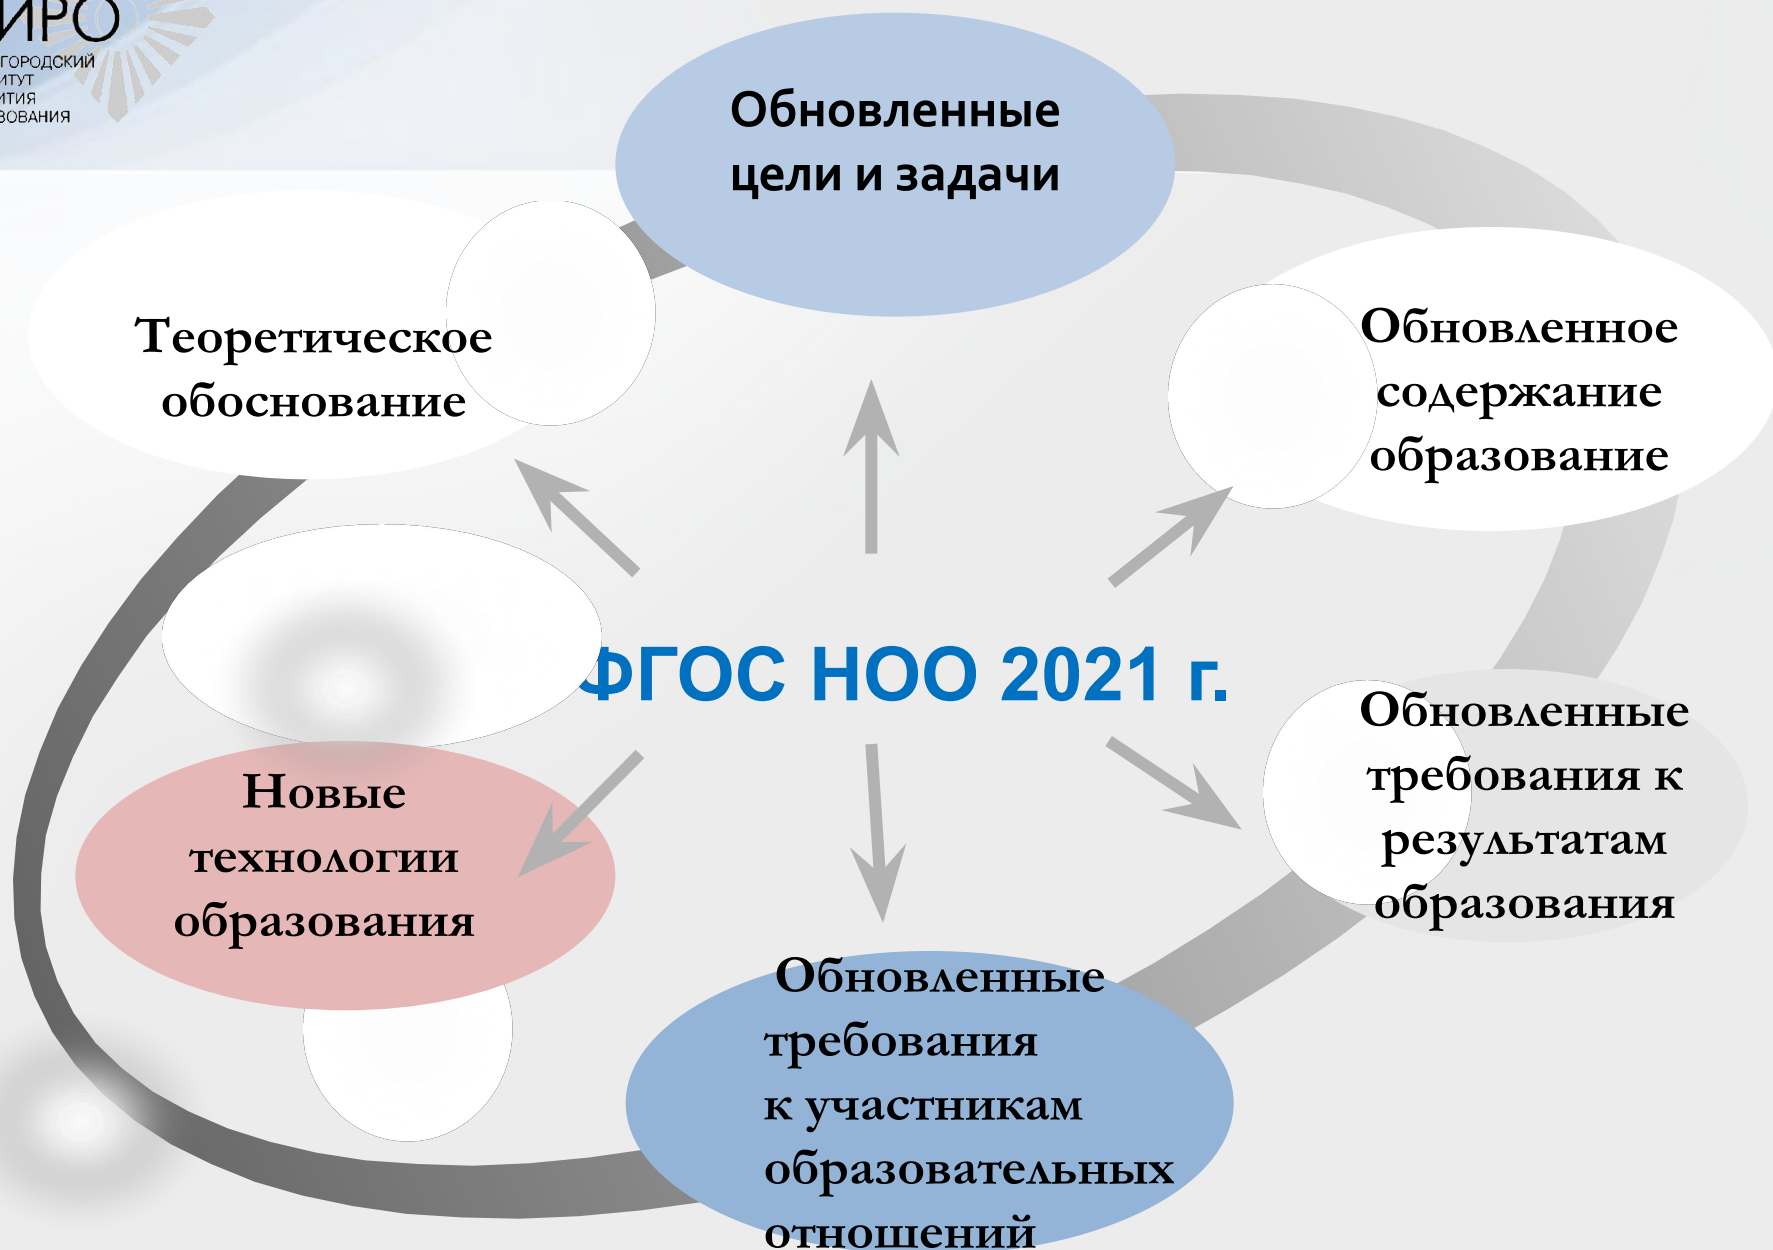 ИРО
ГОРОДСКИЙ
ИТУТ
ИТИЯ
ЗОВАНИЯ
Обновленные
цели и задачи
Теоретическое
обоснование
Обновленное
содержание
образование
ФГОС НОО 2021 г.
Обновленные
требования к
результатам
образования
Новые
технологии
образования
Обновленные
требования
к участникам
образовательных
отношений